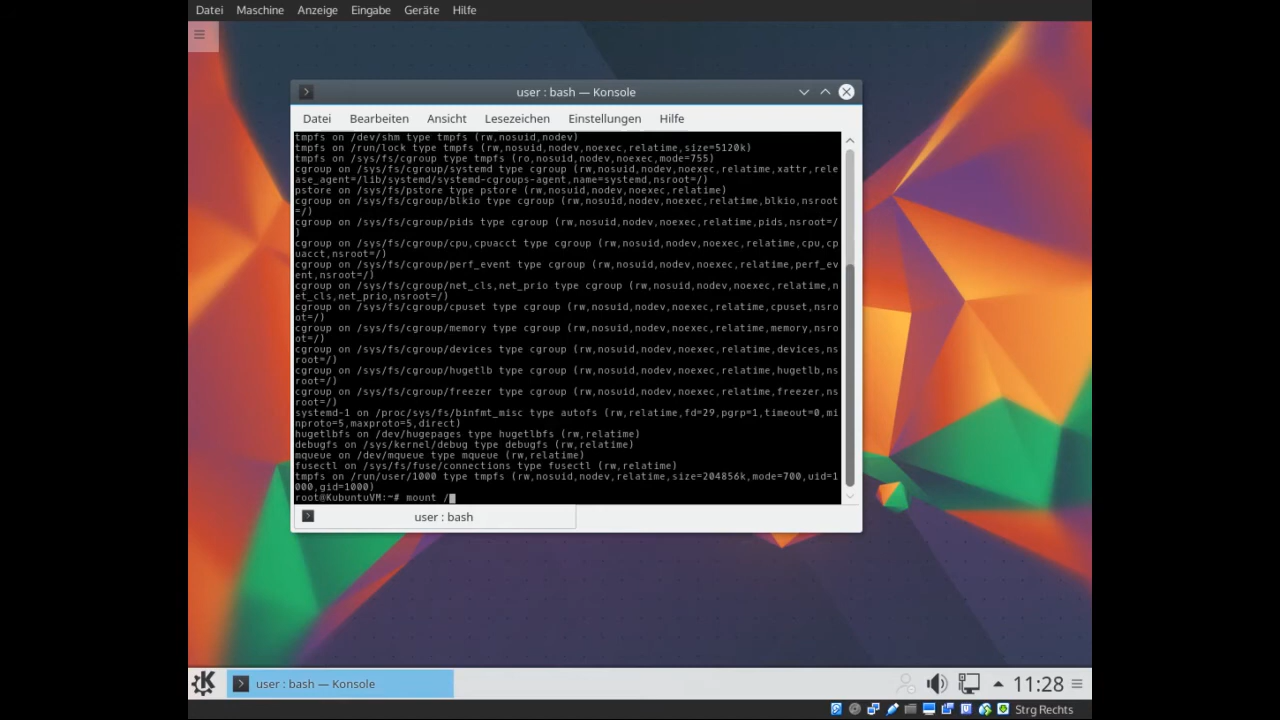 Datei Maschine Anzeige Eingabe Geräte Hilfe
user : bash — Konsole
Datei Bearbeiten Ansicht Lesezeichen Einstellungen Hilfe
tmpfs on /dev/shm type tmpfs (rw,nosuid,nodev)
tmpfs on /run/lock type tmpfs (rw,nosuid,nodev,noexec,relatime,size=5120k)
tmpfs on /sys/fs/cgroup type tmpfs (ro,nosuid,nodev,noexec,mode=755)
cgroup on /sys/fs/cgroup/systemd type cgroup (rw,nosuid,nodev,noexec,relatime,xattr,rele
ase_agent=/lib/systemd/systemd-cgroups-agent,name=systemd,nsroot=/)
pstore on /sys/fs/pstore type pstore (rw,nosuid,nodev,noexec,relatime)
cgroup on /sys/fs/cgroup/blkio type cgroup (rw,nosuid,nodev,noexec,relatime,blkio,nsroot
=/)
cgroup on /sys/fs/cgroup/pids type cgroup (rw,nosuid,nodev,noexec,relatime,pids,nsroot=/
)
cgroup on /sys/fs/cgroup/cpu,cpuacct type cgroup (rw,nosuid,nodev,noexec,relatime,cpu,cp
uacct,nsroot=/)
cgroup on /sys/fs/cgroup/perf_event type cgroup (rw,nosuid,nodev,noexec,relatime,perf_ev
ent,nsroot=/)
cgroup on /sys/fs/cgroup/net_cls,net_prio type cgroup (rw,nosuid,nodev,noexec,relatime,n
et_cls,net_prio,nsroot=/)
cgroup on /sys/fs/cgroup/cpuset type cgroup (rw,nosuid,nodev,noexec,relatime,cpuset,nsro
ot=/)
cgroup on /sys/fs/cgroup/memory type cgroup (rw,nosuid,nodev,noexec,relatime,memory,nsro
ot=/)
cgroup on /sys/fs/cgroup/devices type cgroup (rw,nosuid,nodev,noexec,relatime,devices,ns
root=/)
cgroup on /sys/fs/cgroup/hugetlb type cgroup (rw,nosuid,nodev,noexec,relatime,hugetlb,ns
root=/)
cgroup on /sys/fs/cgroup/freezer type cgroup (rw,nosuid,nodev,noexec,relatime,freezer,ns
root=/)
systemd-1 on /proc/sys/fs/binfmt_misc type autofs (rw,relatime,fd=29,pgrp=1,timeout=0,mi
nproto=5,maxproto=5,direct)
hugetlbfs on /dev/hugepages type hugetlbfs (rw,relatime)
debugfs on /sys/kernel/debug type debugfs (rw,relatime)
mqueue on /dev/mqueue type mqueue (rw,relatime)
fusectl on /sys/fs/fuse/connections type fusectl (rw,relatime)
tmpfs on /run/user/1000 type tmpfs (rw,nosuid,nodev,relatime,size=204856k,mode=700,uid=1
000,gid=1000)
root@KubuntuVM:~# mount /
user : bash
user : bash — Konsole
11:28
Strg Rechts